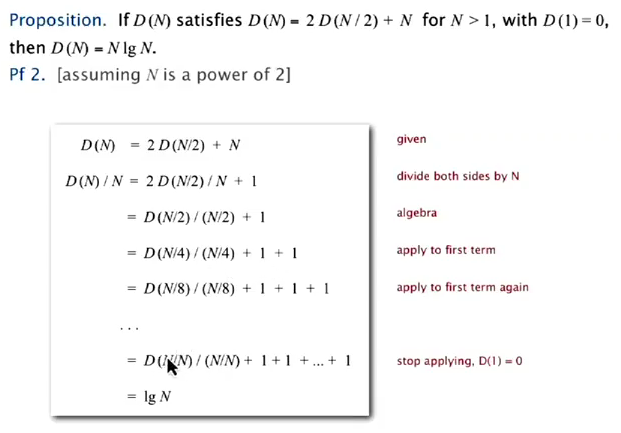 Proposition. If D (N) satisfies D (N) = 2 D (N / 2) + N for N > 1, with D (1) = 0,
then D (N) = N lg N.
Pf 2. [assuming N is a power of 2]
D (N) = 2 D (N/2) + N given
D (N) / N = 2 D (N/2) / N + 1 divide both sides by N
= D (N/2) / (N/2) + 1 algebra
= D (N/4) / (N/4) + 1 + 1 apply to first term
= D (N/8) / (N/8) + 1 + 1 + 1 apply to first term again
. . .
= D (N/N) / (N/N) + 1 + 1 + ... + 1 stop applying, D(1) = 0
= lg N